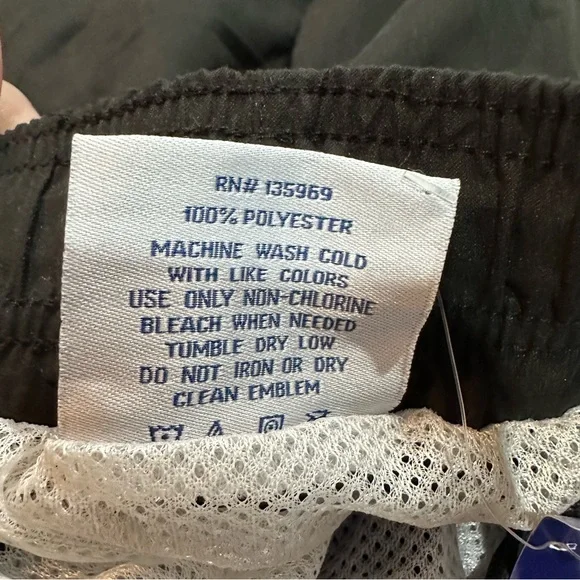 RN# 135969
100% POLYESTER
MACHINE WASH COLD
WITH LIKE COLORS
USE ONLY NON-CHLORINE
BLEACH WHEN NEEDED
TUMBLE DRY LOW
DO NOT IRON OR DRY
CLEAN EMBLEM